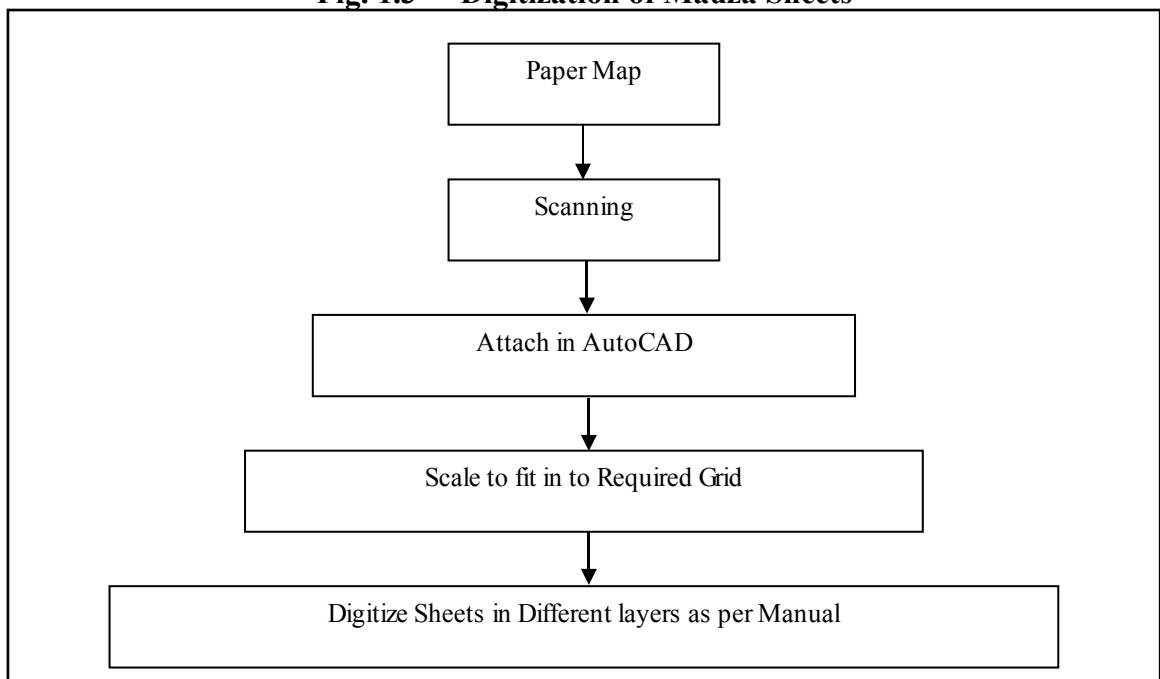 Fig. 1.3 Digitization of Mauza Sheets
Paper Map
Scanning
Attach in AutoCAD
Scale to fit in to Required Grid
Digitize Sheets in Different layers as per Manual